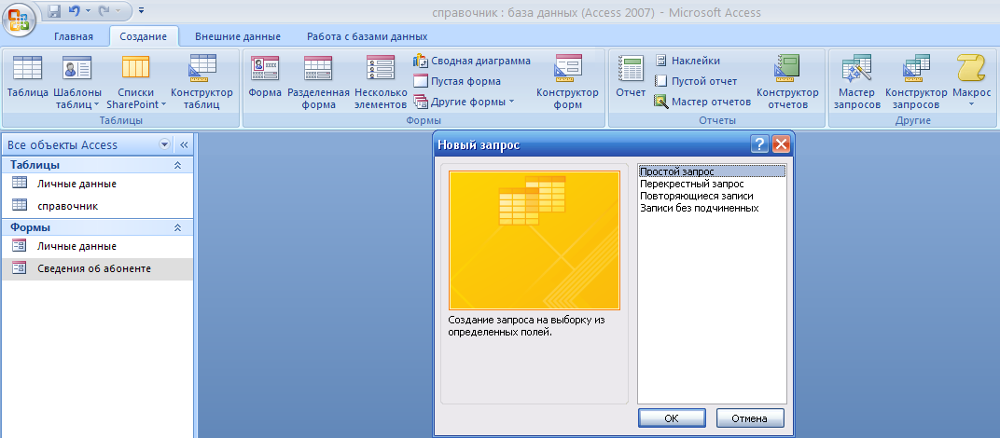 справочник : база данных (Access 2007) - Microsoft Access
Главная Создание Внешние данные Работа с базами данных
Таблица
Шаблоны
таблиц
Списки
SharePoint
Конструктор
таблиц
Таблицы
Форма
Разделенная
форма
Несколько
элементов
Сводная диаграмма
Пустая форма
Другие формы
Конструктор
форм
Формы
Отчет
Наклейки
Пустой отчет
Мастер отчетов
Конструктор
отчетов
Отчеты
Мастер
запросов
Конструктор
запросов
Макрос
Другие
Все объекты Access
Таблицы
Личные данные
справочник
Формы
Личные данные
Сведения об абоненте
Новый запрос
Создание запроса на выборку из
определенных полей.
Простой запрос
Перекрестный запрос
Повторяющиеся записи
Записи без подчиненных
ОК
Отмена